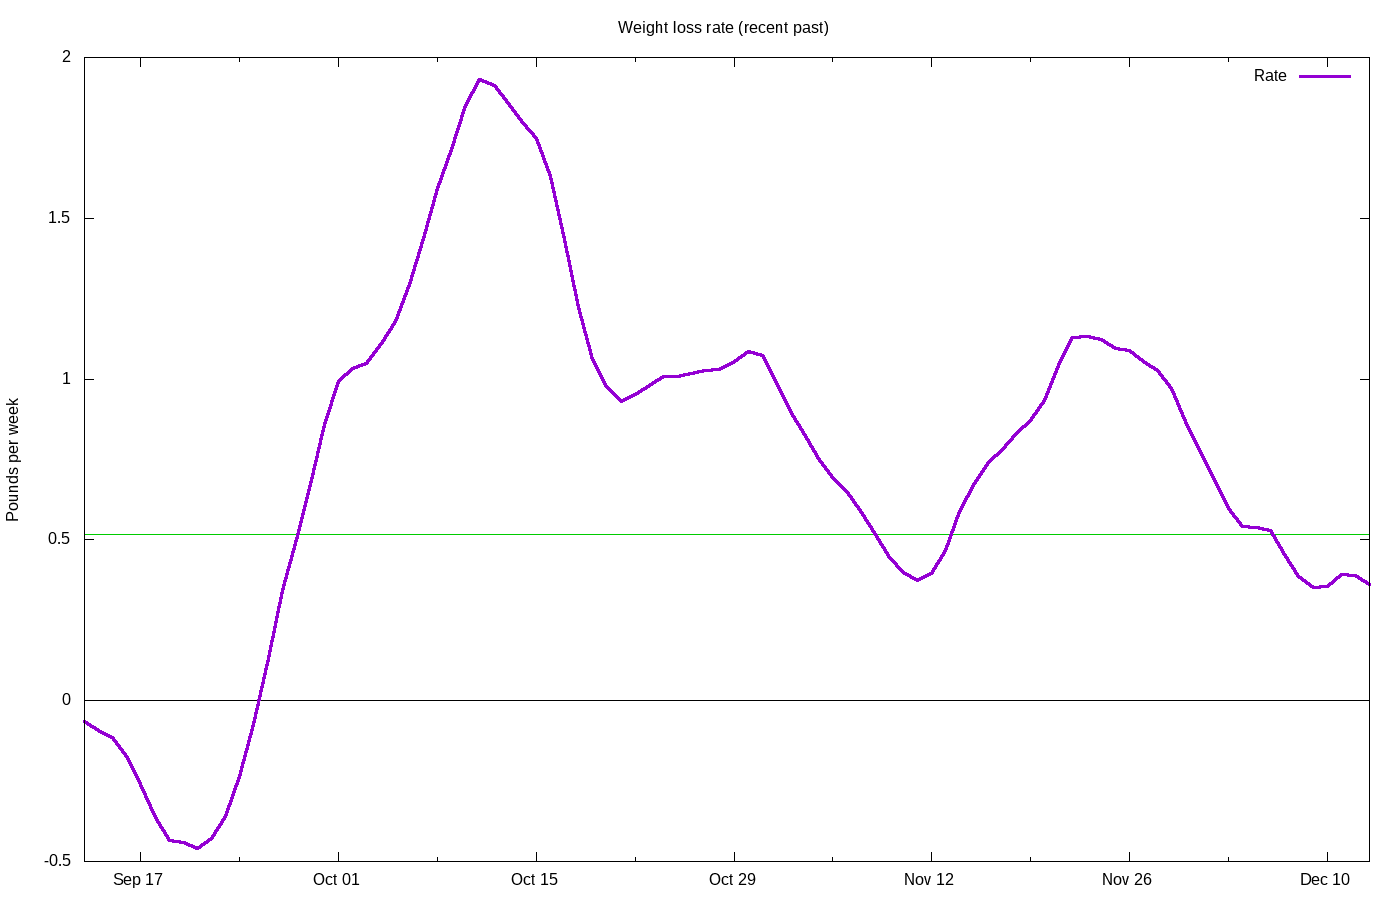 Weight loss rate (recent past)
Rate
2
1.5
1
0.5
0
-0.5
Pounds per week
Sep 17
Oct 01
Oct 15
Oct 29
Nov 12
Nov 26
Dec 10